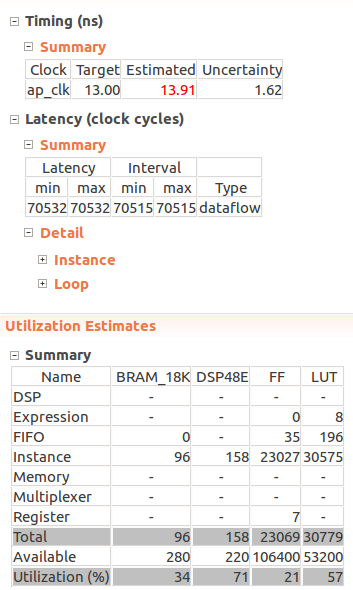 Timing (ns)
Summary
Clock Target Estimated Uncertainty
ap_clk 13.00 13.91 1.62
Latency (clock cycles)
Summary
Latency Interval
min max min max Type
70532 70532 70515 70515 dataflow
Detail
Instance
Loop
Utilization Estimates
Summary
Name BRAM_18K DSP48E FF LUT
DSP - - - -
Expression - - 0 8
FIFO 0 - 35 196
Instance 96 158 23027 30575
Memory - - - -
Multiplexer - - - -
Register - - 7 -
Total 96 158 23069 30779
Available 280 220 106400 53200
Utilization (%) 34 71 21 57